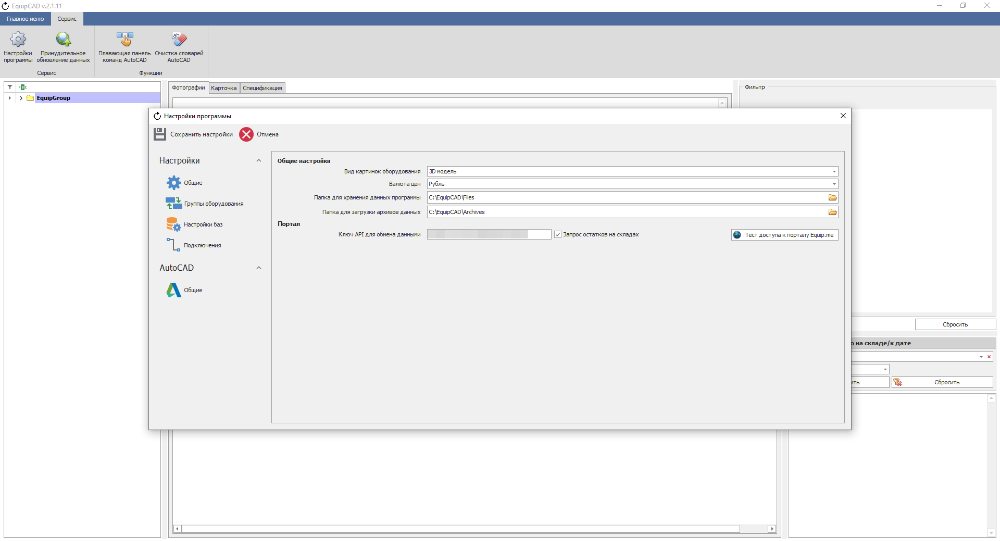 EquipCAD v.2.1.11
Главное меню
Сервис
Настройки
программы
Принудительное
обновление данных
Плавающая панель
команд AutoCAD
Очистка словарей
AutoCAD
Сервис
Функции
EquipGroup
Фотографии
Карточка
Спецификация
Фильтр
Настройки программы
Сохранить настройки
Отмена
Настройки
Общие
Группы оборудования
Настройки баз
Подключения
AutoCAD
Общие
Общие настройки
Вид картинок оборудования
3D модель
Валюта цен
Рубль
Папка для хранения данных программы
C:\EquipCAD\Files
Папка для загрузки архивов данных
C:\EquipCAD\Archives
Портал
Ключ API для обмена данными
Запрос остатков на складах
Тест доступа к порталу Equip.me
Сбросить
о на складе/к дате
ить
Сбросить